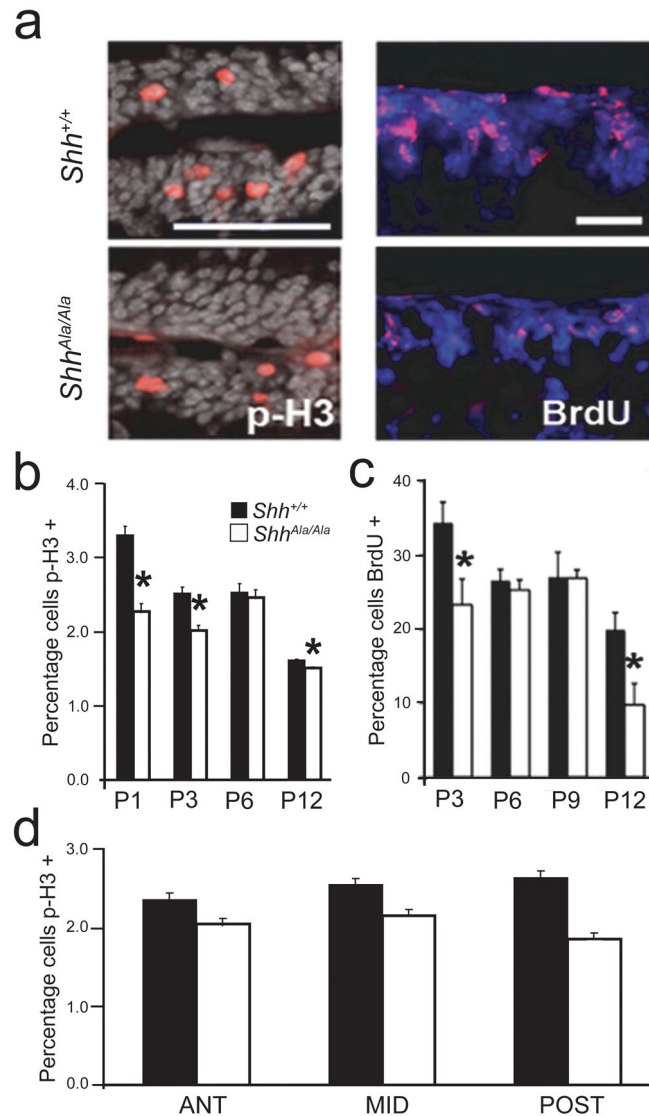 a
Shh+/+
ShhAla/Ala
p-H3
BrdU
b
Percentage cells p-H3 +
4.0
3.0
2.0
1.0
0.0
Shh+/+
ShhAla/Ala
*
*
*
P1 P3 P6 P12
c
Percentage cells BrdU +
40
30
20
10
0
*
*
P3 P6 P9 P12
d
Percentage cells p-H3 +
3.0
2.0
1.0
0.0
ANT MID POST